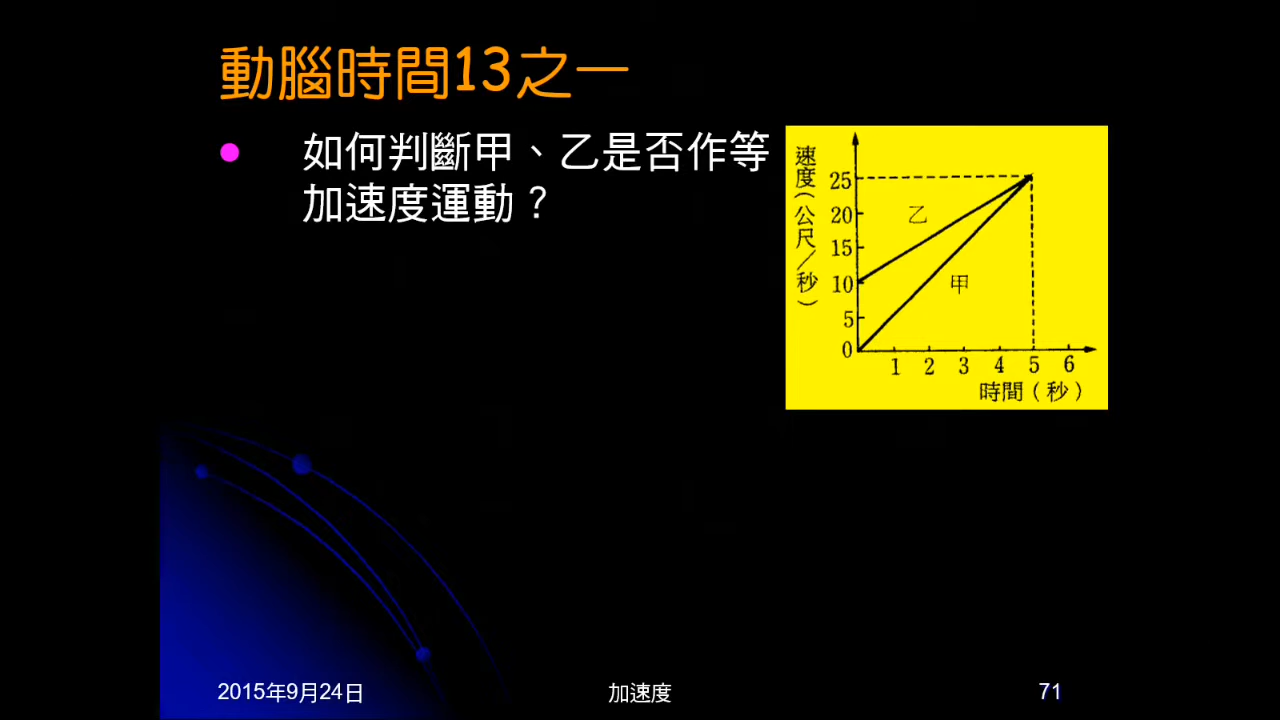 動腦時間13之一
● 如何判斷甲、乙是否作等
加速度運動？
速度(公尺/秒)
25
20
15
10
5
0
乙
甲
1 2 3 4 5 6
時間(秒)
2015年9月24日 加速度 71